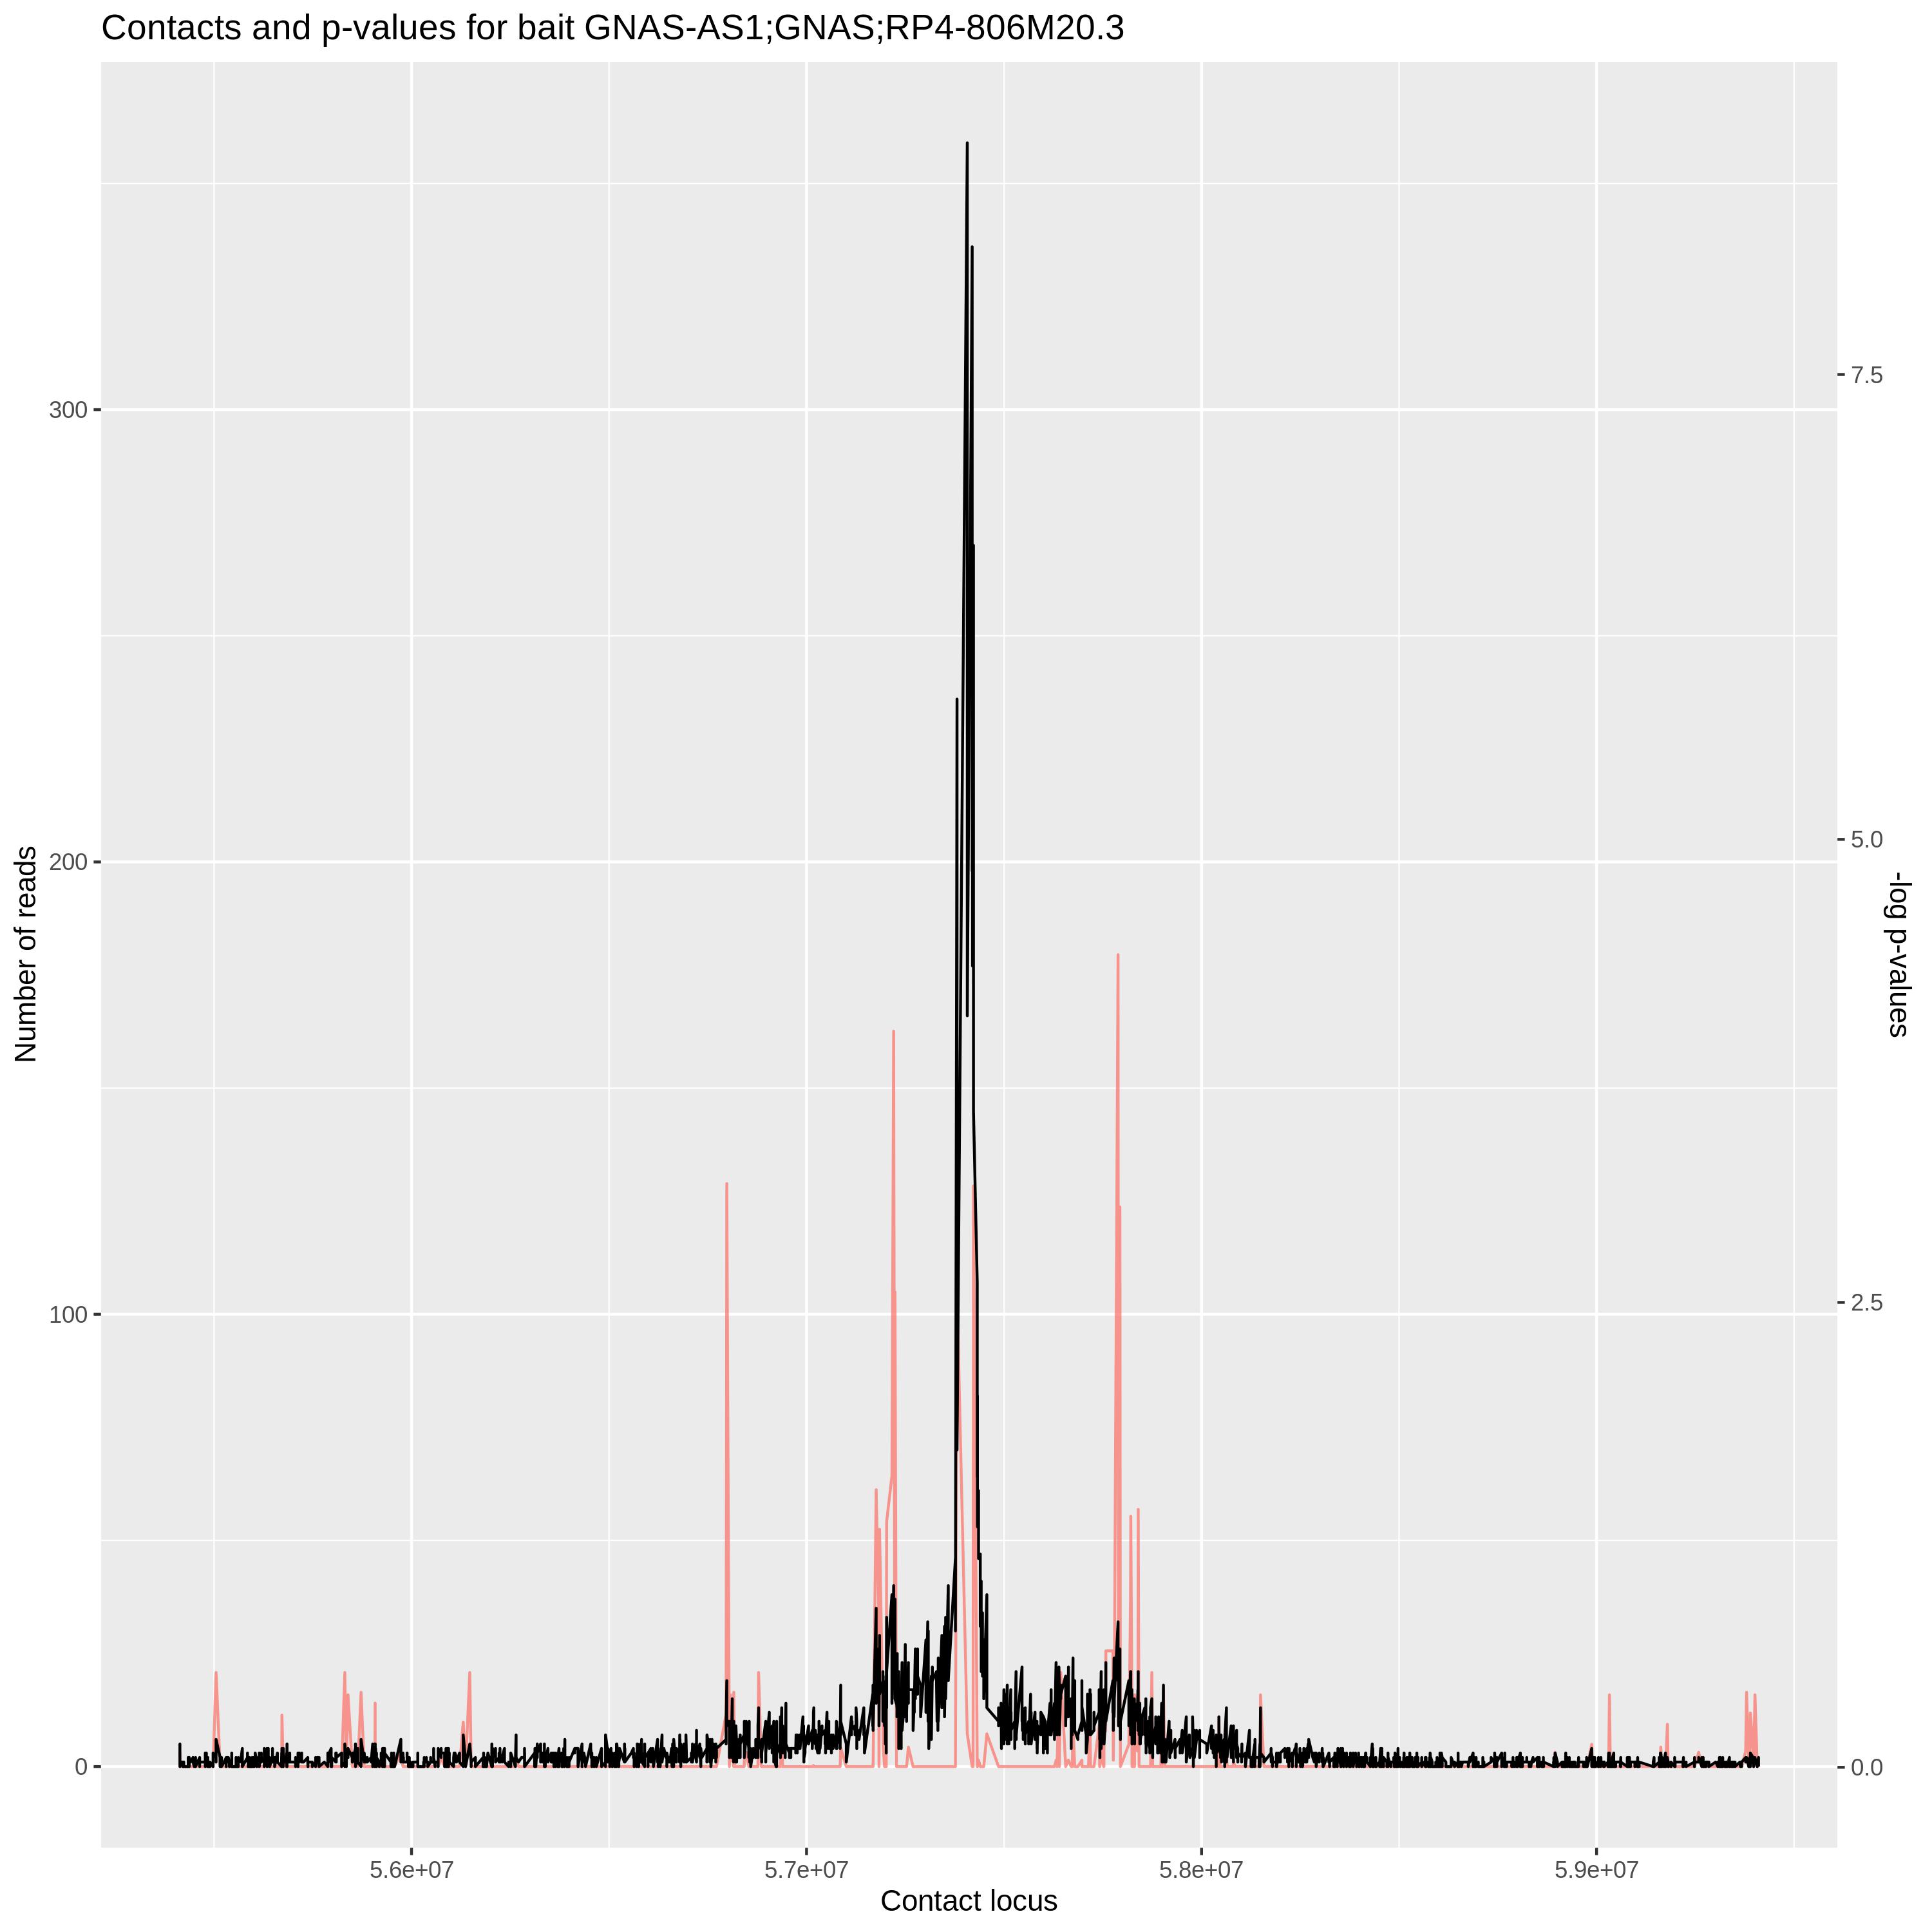 Contacts and p-values for bait GNAS-AS1;GNAS;RP4-806M20.3
Number of reads
300
200
100
0
7.5
5.0
2.5
0.0
-log p-values
5.6e+07
5.7e+07
5.8e+07
5.9e+07
Contact locus